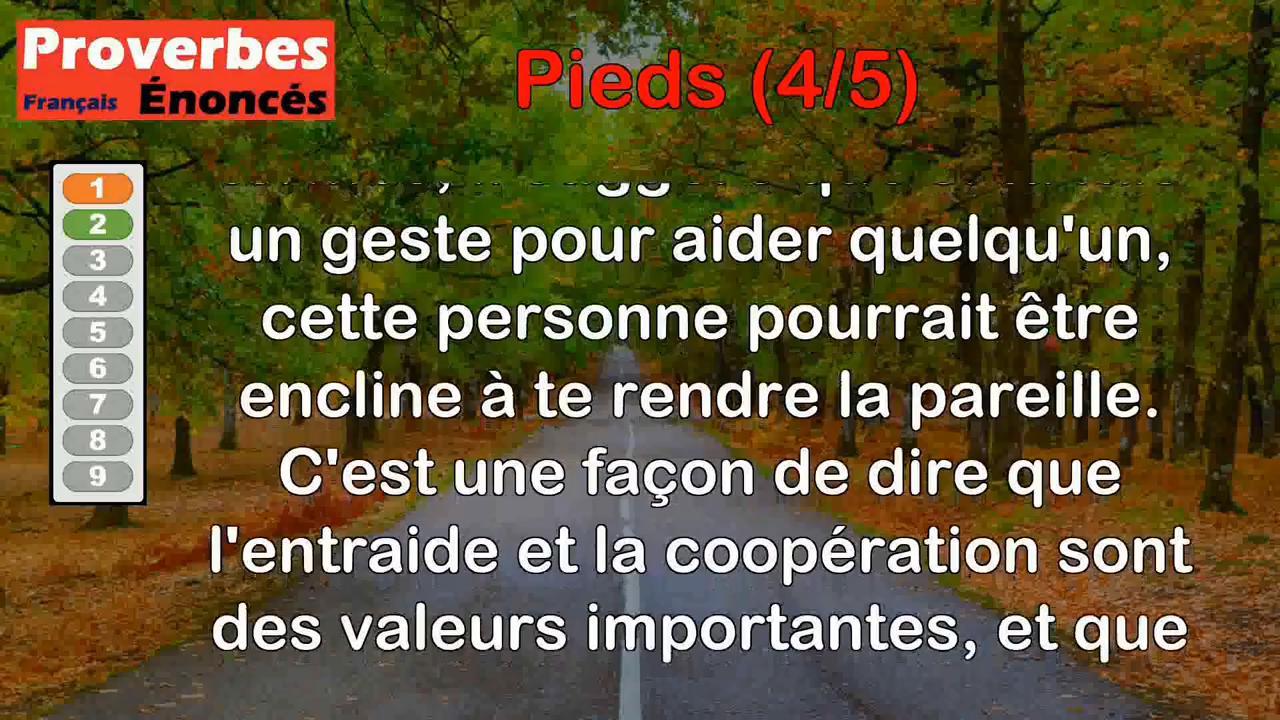 Proverbes
Français Énoncés
Pieds (4/5)
1
2
3
4
5
6
7
8
9
un geste pour aider quelqu'un,
cette personne pourrait être
encline à te rendre la pareille.
C'est une façon de dire que
l'entraide et la coopération sont
des valeurs importantes, et que